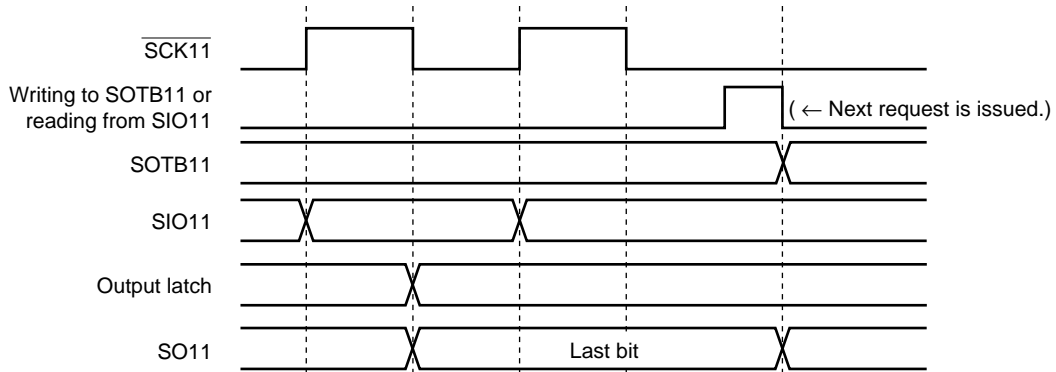 SCK11
Writing to SOTB11 or
reading from SIO11
( ← Next request is issued.)
SOTB11
SIO11
Output latch
SO11
Last bit